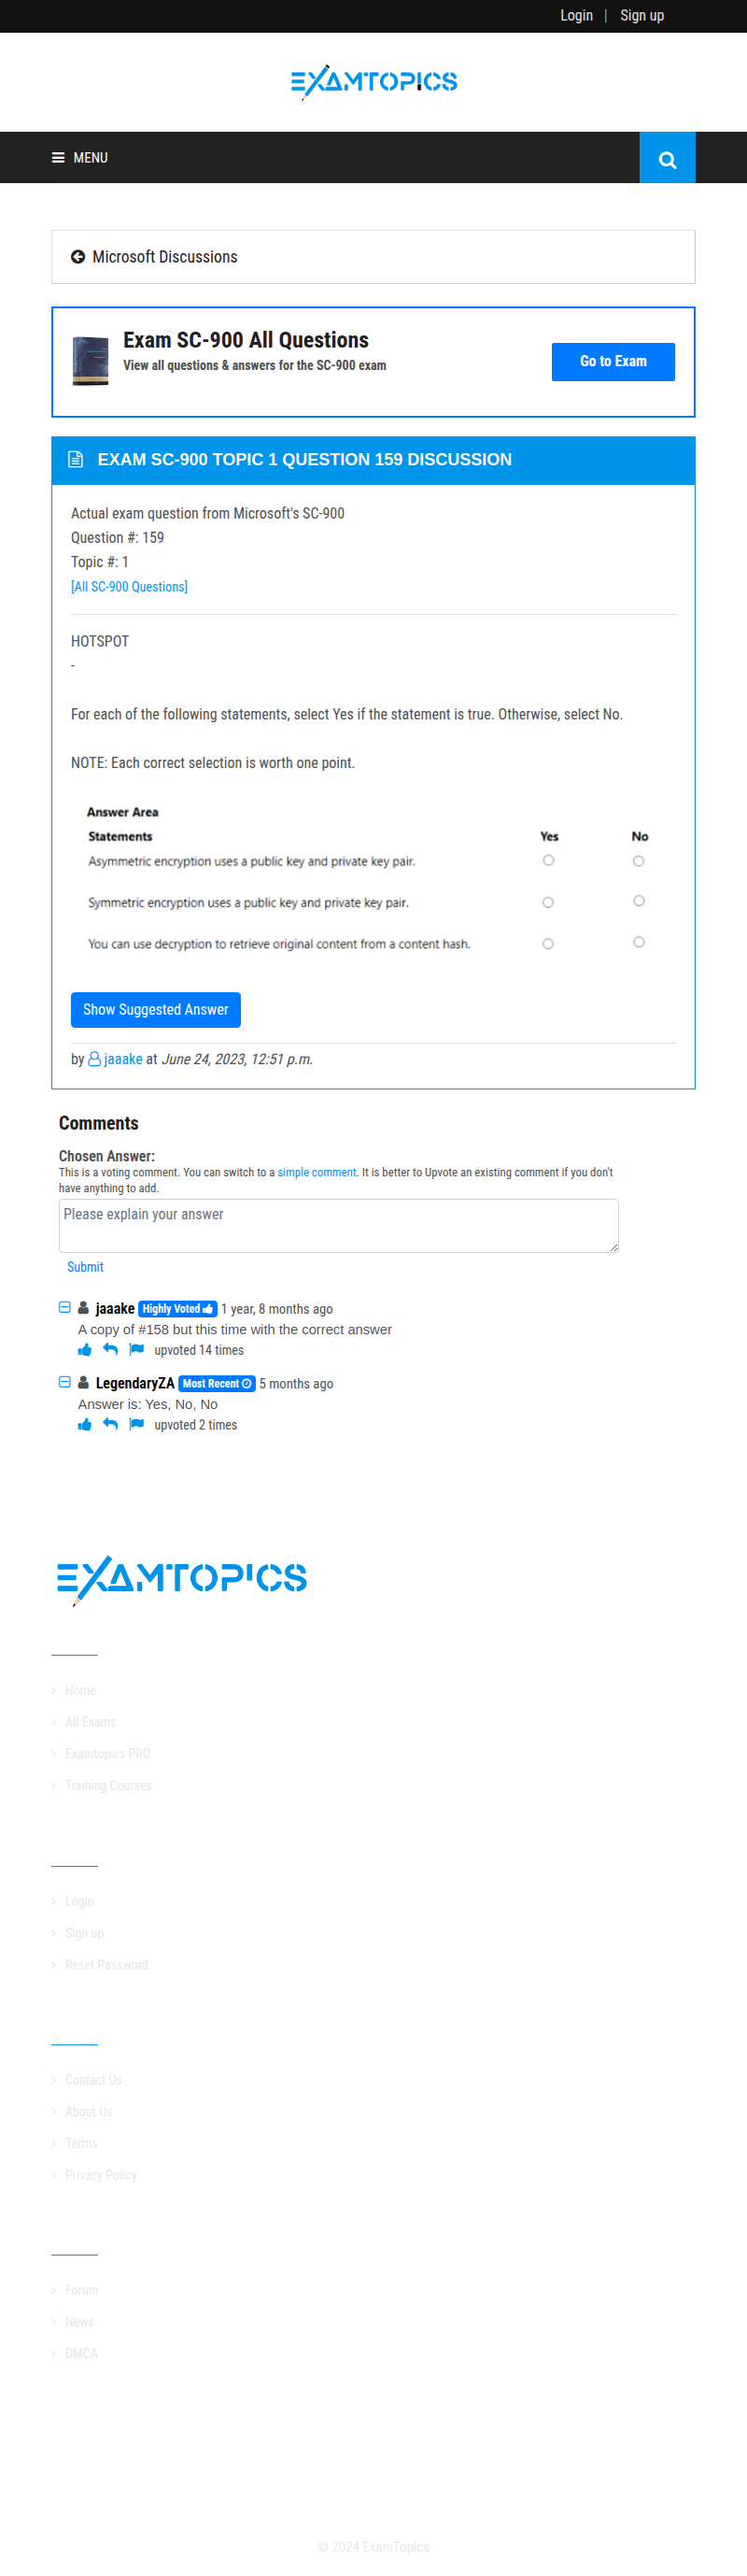 Login | Sign up
EXAMTOPICS
MENU
Microsoft Discussions
Exam SC-900 All Questions
View all questions & answers for the SC-900 exam
Go to Exam
EXAM SC-900 TOPIC 1 QUESTION 159 DISCUSSION
Actual exam question from Microsoft's SC-900
Question #: 159
Topic #: 1
[All SC-900 Questions]
HOTSPOT
-
For each of the following statements, select Yes if the statement is true. Otherwise, select No.
NOTE: Each correct selection is worth one point.
Answer Area
Statements Yes No
Asymmetric encryption uses a public key and private key pair.
Symmetric encryption uses a public key and private key pair.
You can use decryption to retrieve original content from a content hash.
Show Suggested Answer
by jaaake at June 24, 2023, 12:51 p.m.
Comments
Chosen Answer:
This is a voting comment. You can switch to a simple comment. It is better to Upvote an existing comment if you don't
have anything to add.
Please explain your answer
Submit
jaaake Highly Voted 1 year, 8 months ago
A copy of #158 but this time with the correct answer
upvoted 14 times
LegendaryZA Most Recent 5 months ago
Answer is: Yes, No, No
upvoted 2 times
EXAMTOPICS
Home
All Exams
Examtopics PRO
Training Courses
Login
Sign up
Reset Password
Contact Us
About Us
Terms
Privacy Policy
Forum
News
DMCA
© 2024 ExamTopics